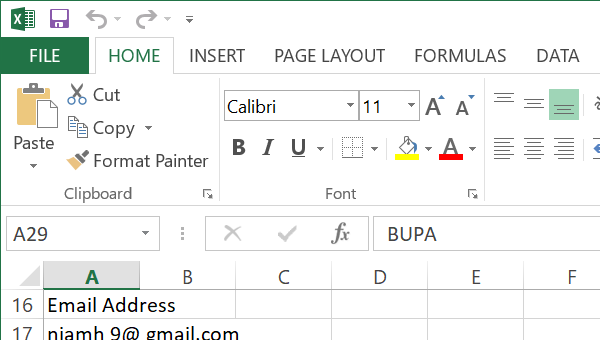 FILE HOME INSERT PAGE LAYOUT FORMULAS DATA
Cut
Copy
Format Painter
Paste
Calibri 11 A A
B I U A
Clipboard Font
A29 fx BUPA
A B C D E F
16 Email Address
17 niamh 9@ gmail.com